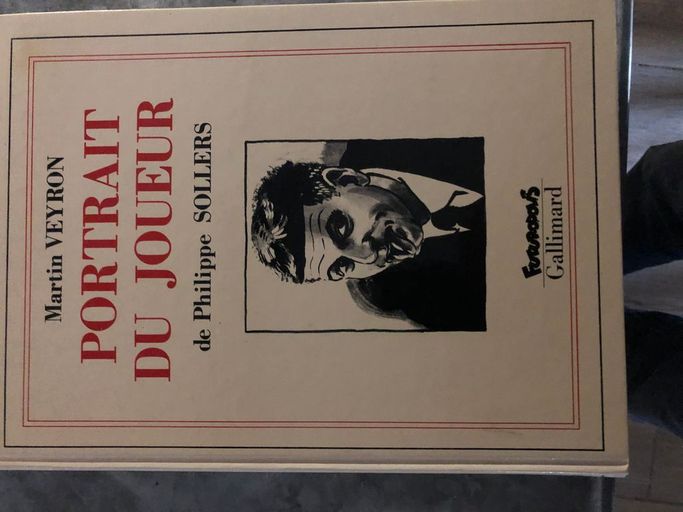 Martin VEYRON
PORTRAIT
DU JOUEUR
de Philippe SOLLERS
FUTUROPOLIS
Gallimard